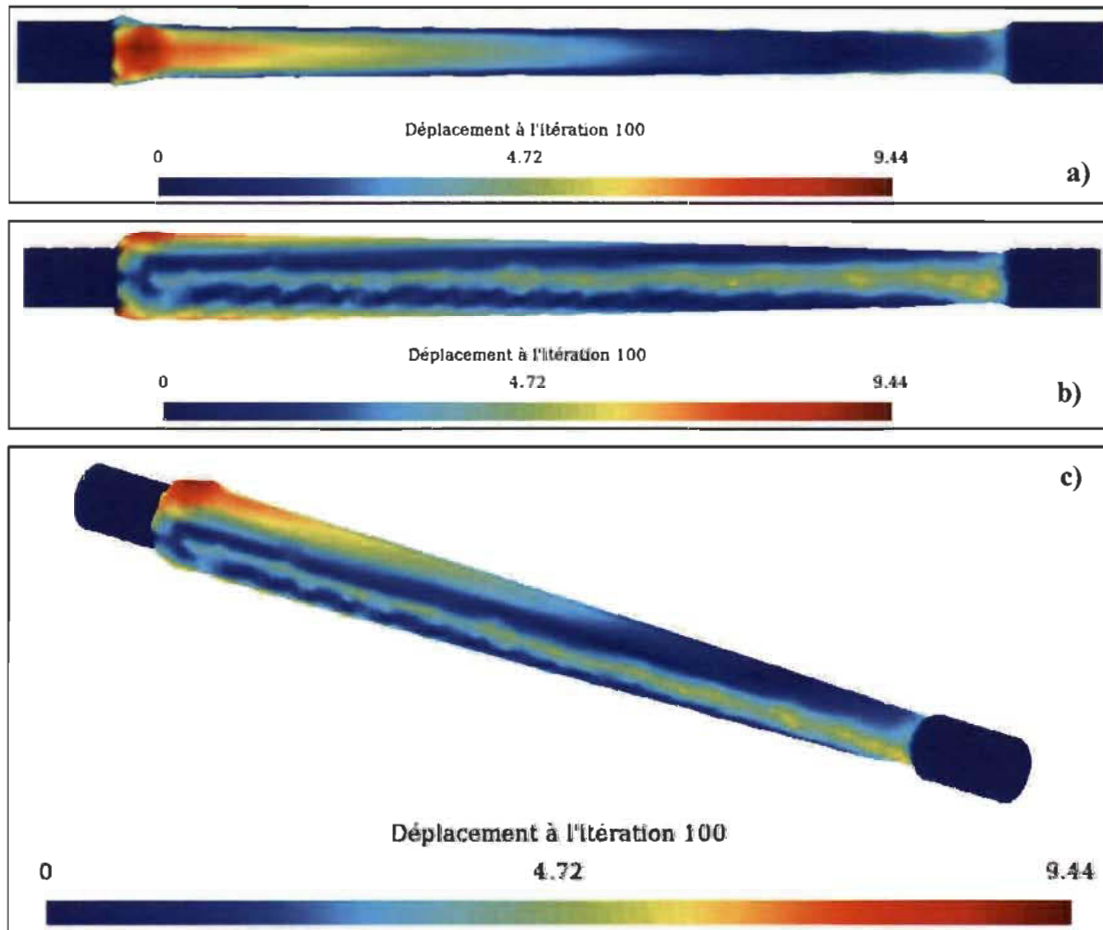 Déplacement à l'itération 100
0 4.72 9.44
a)
Déplacement à l'itération 100
0 4.72 9.44
b)
c)
Déplacement à l'itération 100
0 4.72 9.44